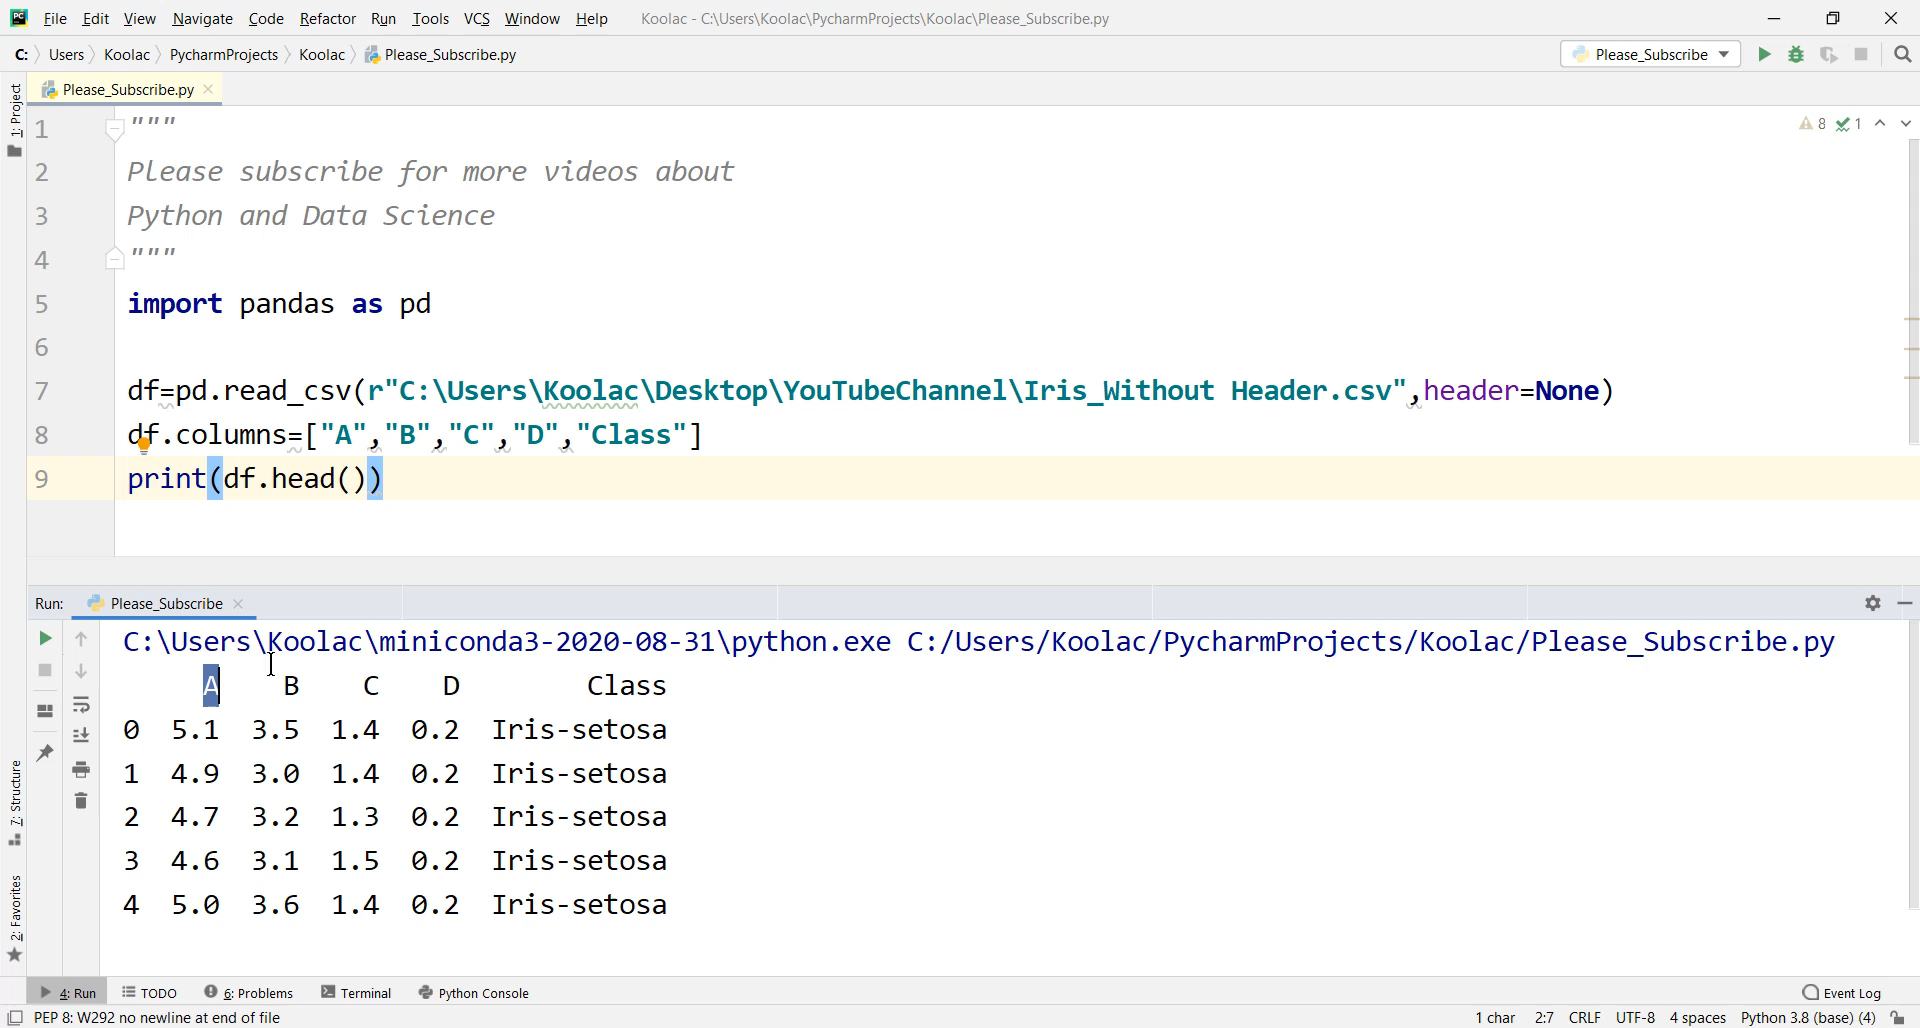 PC File Edit View Navigate Code Refactor Run Tools VCS Window Help Koolac - C:\Users\Koolac\PycharmProjects\Koolac\Please_Subscribe.py
C: Users Koolac PycharmProjects Koolac Please_Subscribe.py Please_Subscribe
1: Project
Please_Subscribe.py
8 1
1 """
2 Please subscribe for more videos about
3 Python and Data Science
4 """
5 import pandas as pd
6
7 df=pd.read_csv(r"C:\Users\Koolac\Desktop\YouTubeChannel\Iris_Without Header.csv",header=None)
8 df.columns=["A","B","C","D","Class"]
9 print(df.head())
Run: Please_Subscribe
C:\Users\Koolac\miniconda3-2020-08-31\python.exe C:/Users/Koolac/PycharmProjects/Koolac/Please_Subscribe.py
A B C D Class
0 5.1 3.5 1.4 0.2 Iris-setosa
1 4.9 3.0 1.4 0.2 Iris-setosa
2 4.7 3.2 1.3 0.2 Iris-setosa
3 4.6 3.1 1.5 0.2 Iris-setosa
4 5.0 3.6 1.4 0.2 Iris-setosa
7: Structure
2: Favorites
4: Run TODO 6: Problems Terminal Python Console Event Log
PEP 8: W292 no newline at end of file 1 char 2:7 CRLF UTF-8 4 spaces Python 3.8 (base) (4)